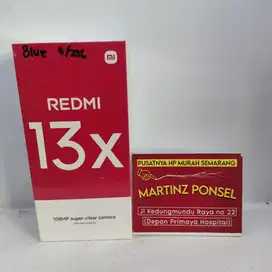 Blue 4/256
mi
REDMI
13x
108MP super-clear camera
PUSATNYA HP MURAH SEMARANG
MARTINZ PONSEL
Jl Kedungmundu Raya no 22
(Depan Primaya Hospital)